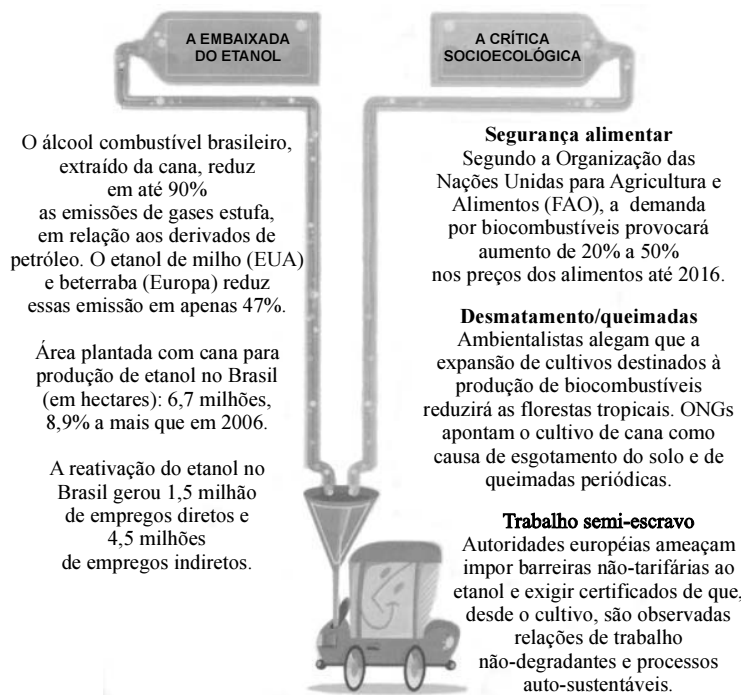 A EMBAIXADA
DO ETANOL
O álcool combustível brasileiro,
extraído da cana, reduz
em até 90%
as emissões de gases estufa,
em relação aos derivados de
petróleo. O etanol de milho (EUA)
e beterraba (Europa) reduz
essas emissão em apenas 47%.
Área plantada com cana para
produção de etanol no Brasil
(em hectares): 6,7 milhões,
8,9% a mais que em 2006.
A reativação do etanol no
Brasil gerou 1,5 milhão
de empregos diretos e
4,5 milhões
de empregos indiretos.
A CRÍTICA
SOCIOECOLÓGICA
Segurança alimentar
Segundo a Organização das
Nações Unidas para Agricultura e
Alimentos (FAO), a demanda
por biocombustíveis provocará
aumento de 20% a 50%
nos preços dos alimentos até 2016.
Desmatamento/queimadas
Ambientalistas alegam que a
expansão de cultivos destinados à
produção de biocombustíveis
reduzirá as florestas tropicais. ONGs
apontam o cultivo de cana como
causa de esgotamento do solo e de
queimadas periódicas.
Trabalho semi-escravo
Autoridades européias ameaçam
impor barreiras não-tarifárias ao
etanol e exigir certificados de que,
desde o cultivo, são observadas
relações de trabalho
não-degradantes e processos
auto-sustentáveis.